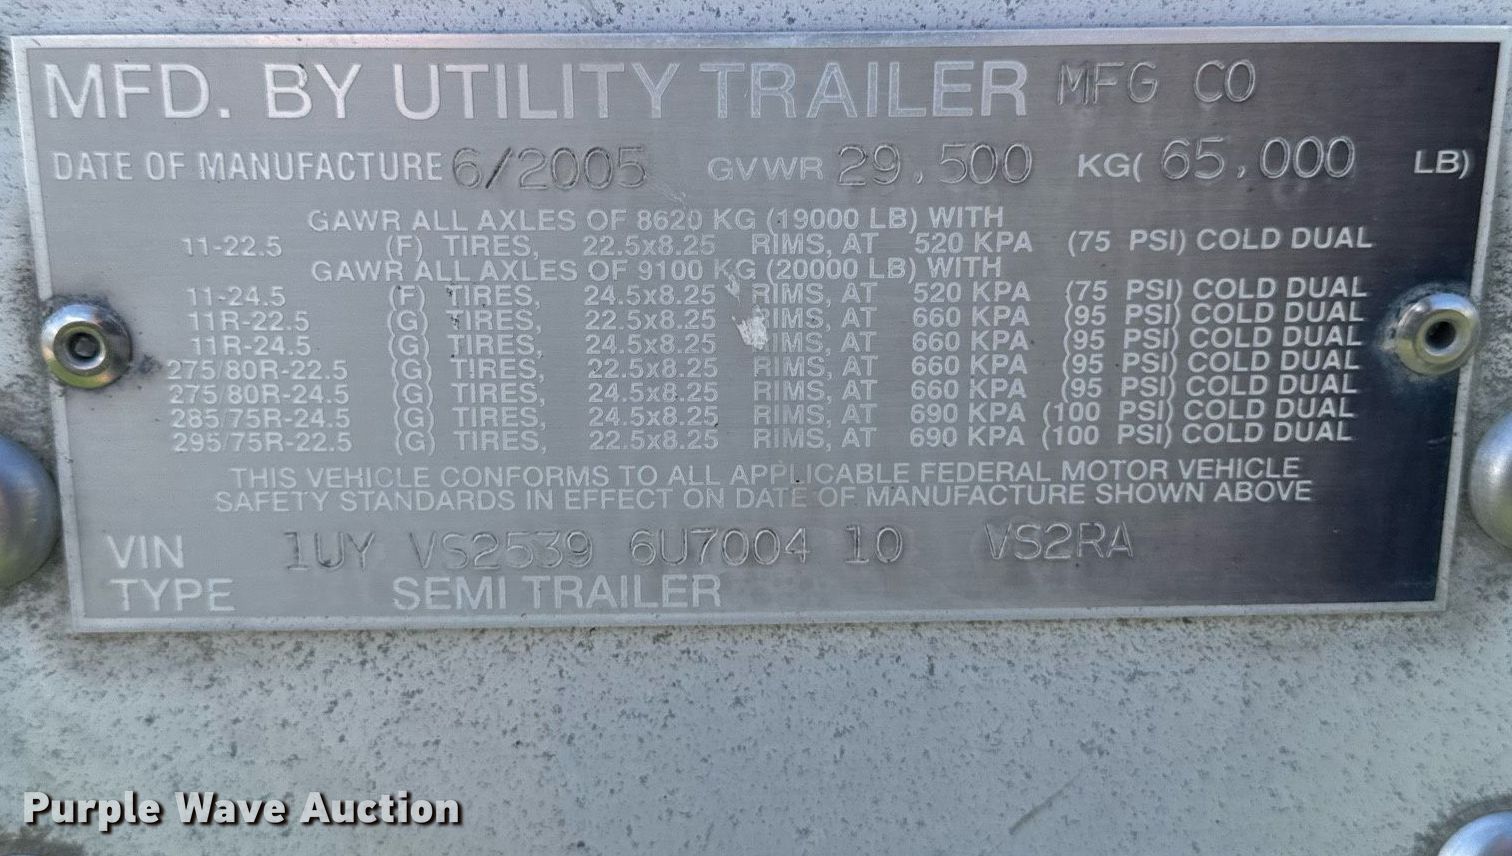 MFD. BY UTILITY TRAILER MFG CO
DATE OF MANUFACTURE 6/2005 GVWR 29,500 KG( 65,000 LB)
GAWR ALL AXLES OF 8620 KG (19000 LB) WITH
11-22.5 (F) TIRES, 22.5x8.25 RIMS, AT 520 KPA (75 PSI) COLD DUAL
GAWR ALL AXLES OF 9100 KG (20000 LB) WITH
11-24.5 (F) TIRES, 24.5x8.25 RIMS, AT 520 KPA (75 PSI) COLD DUAL
11R-22.5 (G) TIRES, 22.5x8.25 RIMS, AT 660 KPA (95 PSI) COLD DUAL
11R-24.5 (G) TIRES, 24.5x8.25 RIMS, AT 660 KPA (95 PSI) COLD DUAL
275/80R-22.5 (G) TIRES, 22.5x8.25 RIMS, AT 660 KPA (95 PSI) COLD DUAL
275/80R-24.5 (G) TIRES, 24.5x8.25 RIMS, AT 660 KPA (95 PSI) COLD DUAL
285/75R-24.5 (G) TIRES, 24.5x8.25 RIMS, AT 690 KPA (100 PSI) COLD DUAL
295/75R-22.5 (G) TIRES, 22.5x8.25 RIMS, AT 690 KPA (100 PSI) COLD DUAL
THIS VEHICLE CONFORMS TO ALL APPLICABLE FEDERAL MOTOR VEHICLE
SAFETY STANDARDS IN EFFECT ON DATE OF MANUFACTURE SHOWN ABOVE
VIN 1UY VS2539 6U7004 10 VS2RA
TYPE SEMI TRAILER
Purple Wave Auction